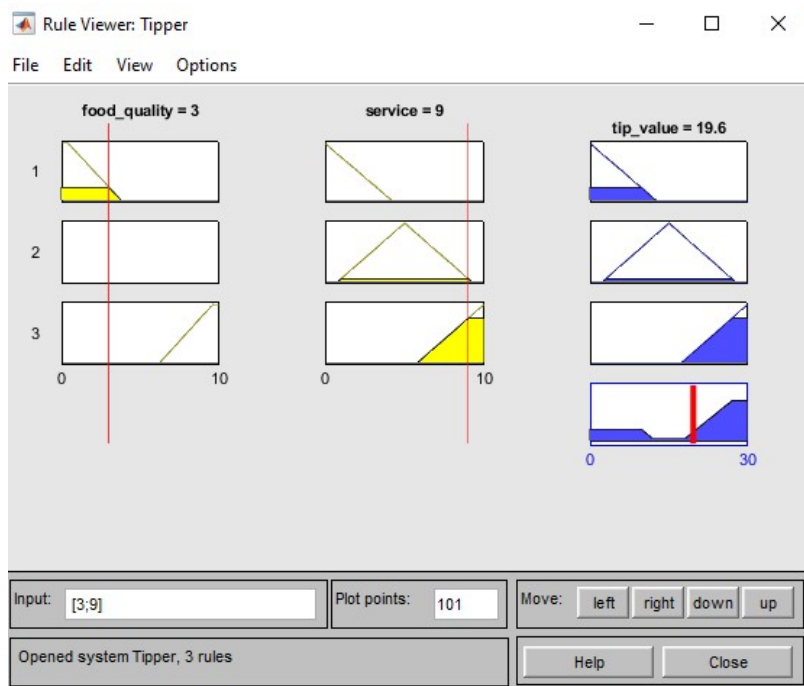 Rule Viewer: Tipper
File Edit View Options
food_quality = 3
service = 9
tip_value = 19.6
1
2
3
0 10
0 10
0 30
Input: [3;9]
Plot points: 101
Move: left right down up
Opened system Tipper, 3 rules
Help Close